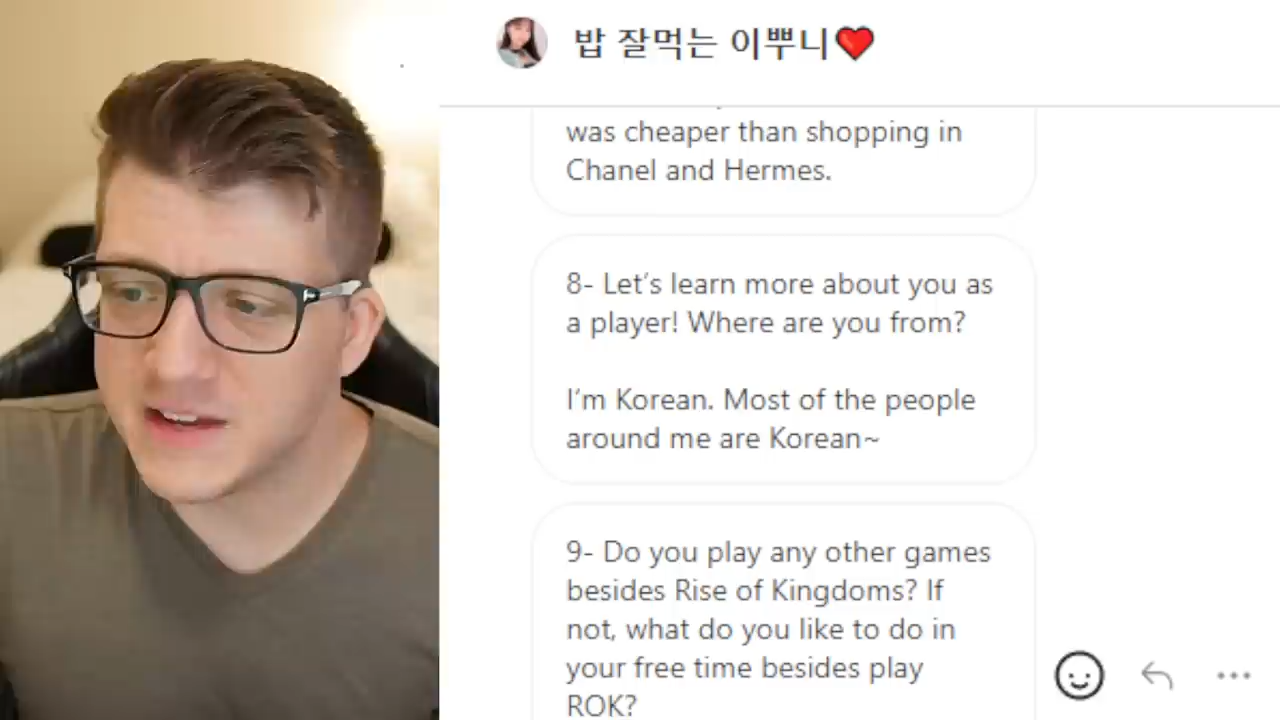 밥 잘먹는 이뿌니❤️
was cheaper than shopping in
Chanel and Hermes.
8- Let's learn more about you as
a player! Where are you from?
I'm Korean. Most of the people
around me are Korean~
9- Do you play any other games
besides Rise of Kingdoms? If
not, what do you like to do in
your free time besides play
ROK?